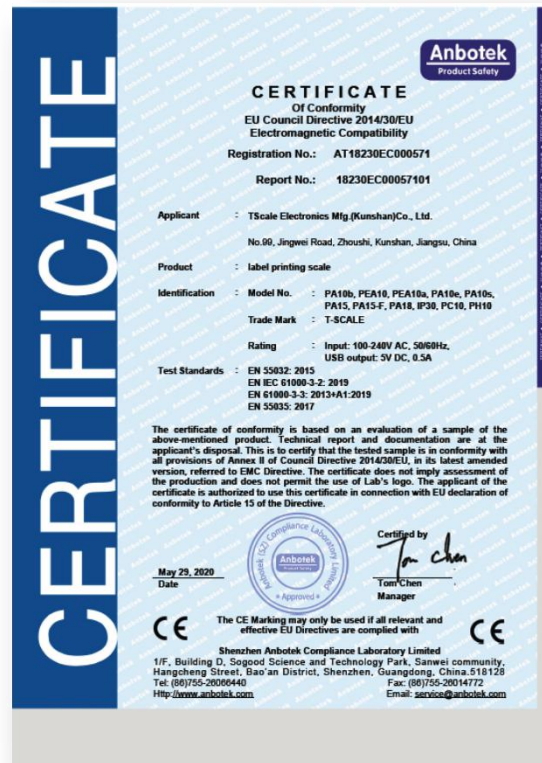 CERTIFICATE
Anbotek
Product Safety
CERTIFICATE
Of Conformity
EU Council Directive 2014/30/EU
Electromagnetic Compatibility
Registration No.: AT18230EC000571
Report No.: 18230EC00057101
Applicant : TScale Electronics Mfg.(Kunshan)Co., Ltd.
No.99, Jingwei Road, Zhoushi, Kunshan, Jiangsu, China
Product : label printing scale
Identification : Model No. : PA10b, PEA10, PEA10a, PA10e, PA10s,
PA15, PA15-F, PA18, IP30, PC10, PH10
Trade Mark : T-SCALE
Rating : Input: 100-240V AC, 50/60Hz,
USB output: 5V DC, 0.5A
Test Standards : EN 55032: 2015
EN IEC 61000-3-2: 2019
EN 61000-3-3: 2013+A1:2019
EN 55035: 2017
The certificate of conformity is based on an evaluation of a sample of the
above-mentioned product. Technical report and documentation are at the
applicant's disposal. This is to certify that the tested sample is in conformity with
all provisions of Annex II of Council Directive 2014/30/EU, in its latest amended
version, referred to EMC Directive. The certificate does not imply assessment of
the production and does not permit the use of Lab's logo. The applicant of the
certificate is authorized to use this certificate in connection with EU declaration of
conformity to Article 15 of the Directive.
Anbotek (SZ) Compliance Laboratory Limited
Anbotek
Product Safety
* Approved *
Certified by
Tom Chen
May 29, 2020
Date
Tom Chen
Manager
CE
The CE Marking may only be used if all relevant and
effective EU Directives are complied with
CE
Shenzhen Anbotek Compliance Laboratory Limited
1/F, Building D, Sogood Science and Technology Park, Sanwei community,
Hangcheng Street, Bao'an District, Shenzhen, Guangdong, China.518128
Tel: (86)755-26066440 Fax: (86)755-26014772
Http://www.anbotek.com Email: service@anbotek.com